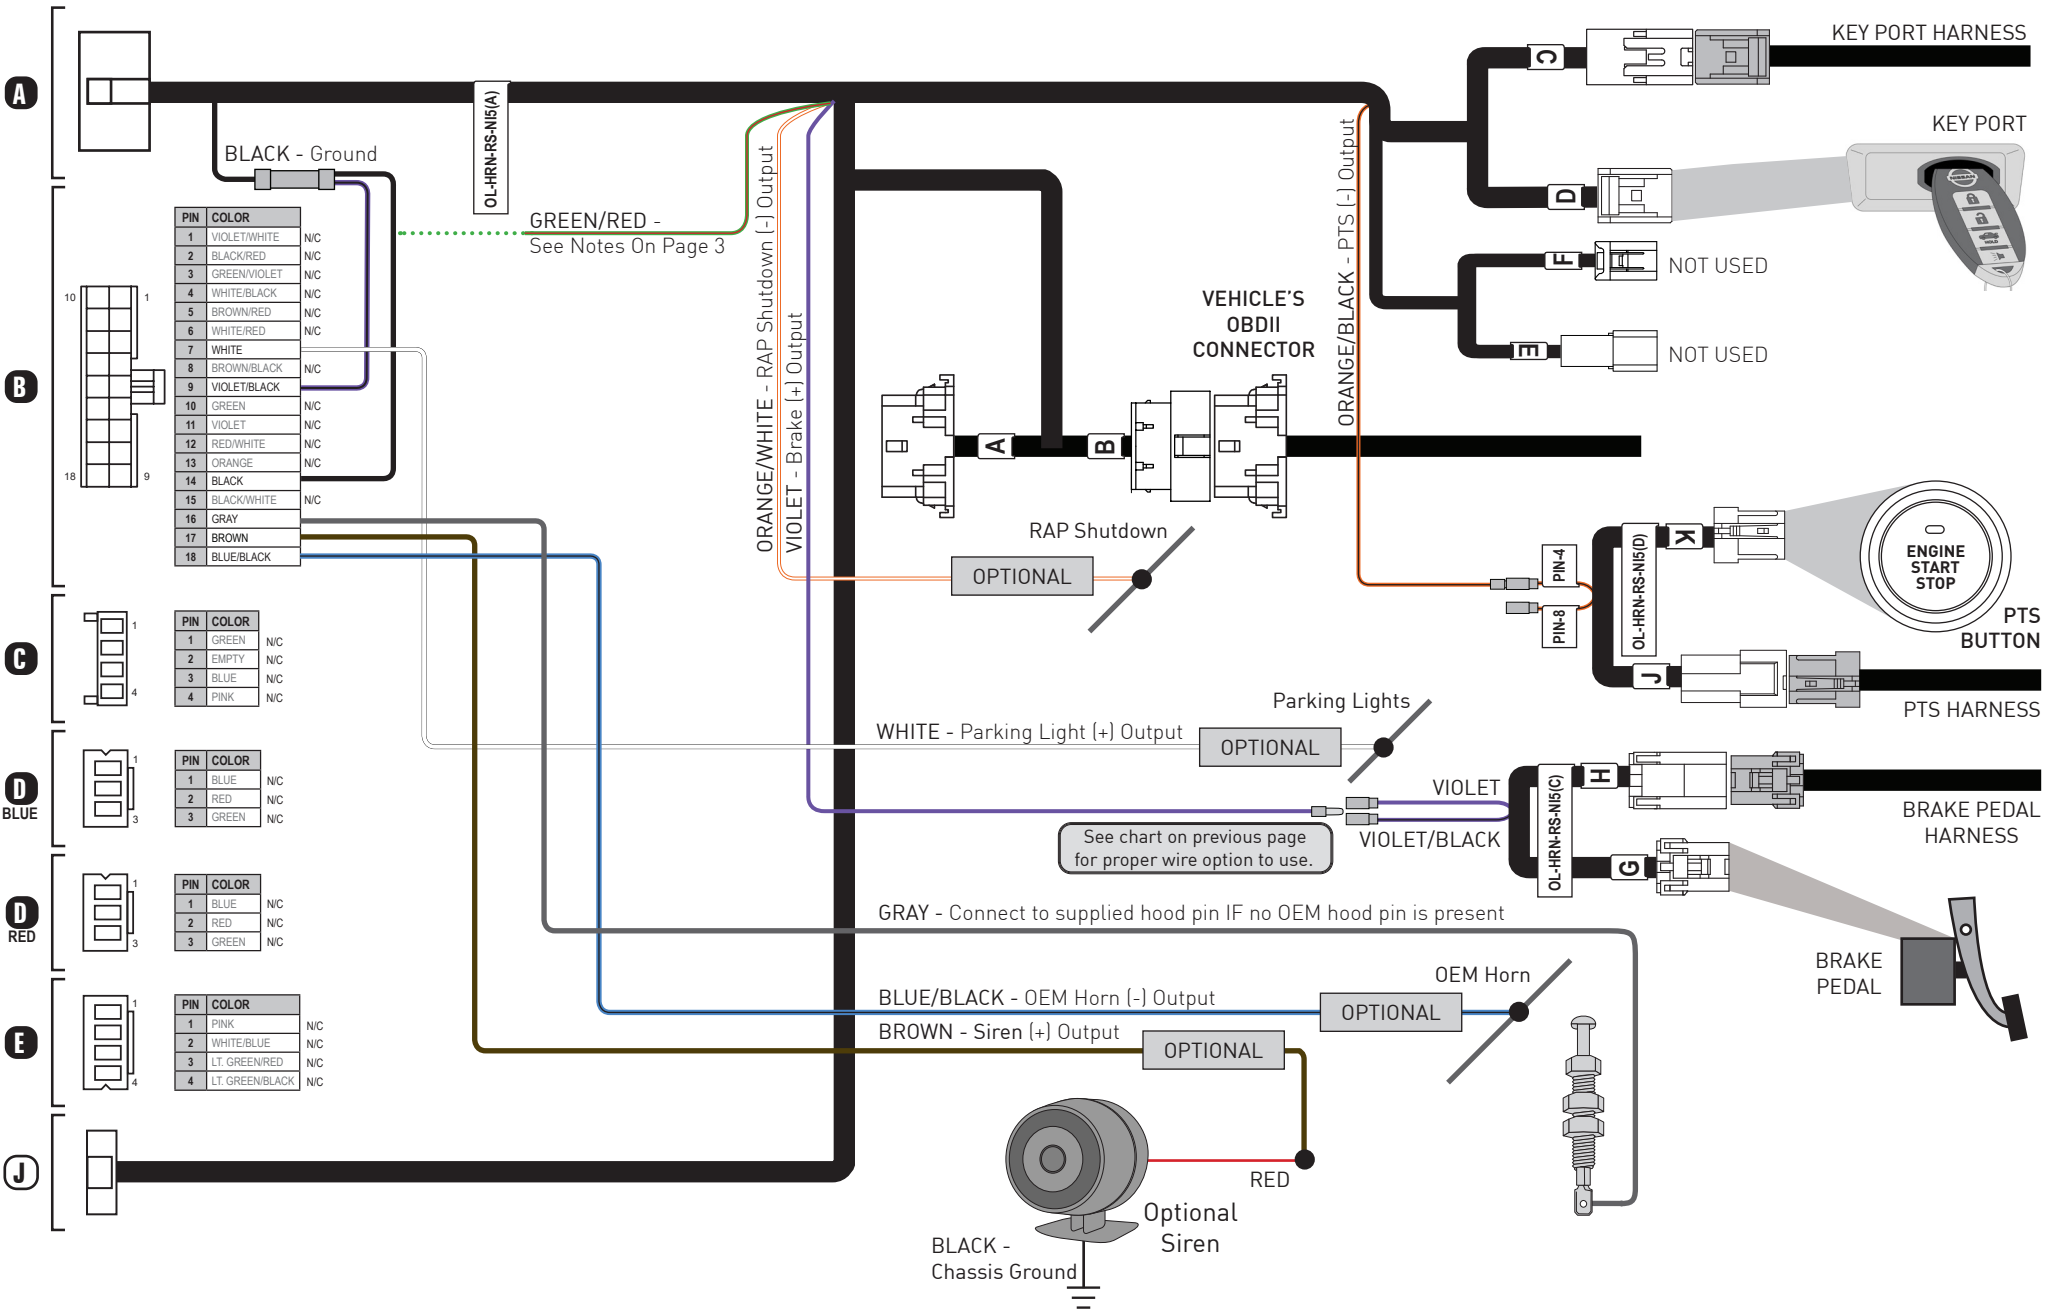 A
OL-HRN-RS-NI5(A)
BLACK - Ground
GREEN/RED -
See Notes On Page 3
ORANGE/WHITE - RAP Shutdown (-) Output
VIOLET - Brake (+) Output
ORANGE/BLACK - PTS (-) Output
C
KEY PORT HARNESS
KEY PORT
D
NISSAN
HOLD
F
NOT USED
E
NOT USED
VEHICLE'S
OBDII
CONNECTOR
A
B
B
10
1
18
9
PIN COLOR
1 VIOLET/WHITE N/C
2 BLACK/RED N/C
3 GREEN/VIOLET N/C
4 WHITE/BLACK N/C
5 BROWN/RED N/C
6 WHITE/RED N/C
7 WHITE
8 BROWN/BLACK N/C
9 VIOLET/BLACK
10 GREEN N/C
11 VIOLET N/C
12 RED/WHITE N/C
13 ORANGE N/C
14 BLACK
15 BLACK/WHITE N/C
16 GRAY
17 BROWN
18 BLUE/BLACK
RAP Shutdown
OPTIONAL
PIN-4
PIN-8
OL-HRN-RS-NI5(D)
K
J
ENGINE
START
STOP
PTS
BUTTON
PTS HARNESS
C
1
4
PIN COLOR
1 GREEN N/C
2 EMPTY N/C
3 BLUE N/C
4 PINK N/C
Parking Lights
WHITE - Parking Light (+) Output
OPTIONAL
D
BLUE
1
3
PIN COLOR
1 BLUE N/C
2 RED N/C
3 GREEN N/C
VIOLET
VIOLET/BLACK
See chart on previous page
for proper wire option to use.
OL-HRN-RS-NI5(C)
H
G
BRAKE PEDAL
HARNESS
BRAKE
PEDAL
D
RED
1
3
PIN COLOR
1 BLUE N/C
2 RED N/C
3 GREEN N/C
GRAY - Connect to supplied hood pin IF no OEM hood pin is present
OEM Horn
BLUE/BLACK - OEM Horn (-) Output
OPTIONAL
BROWN - Siren (+) Output
OPTIONAL
E
1
4
PIN COLOR
1 PINK N/C
2 WHITE/BLUE N/C
3 LT. GREEN/RED N/C
4 LT. GREEN/BLACK N/C
J
RED
Optional
Siren
BLACK -
Chassis Ground